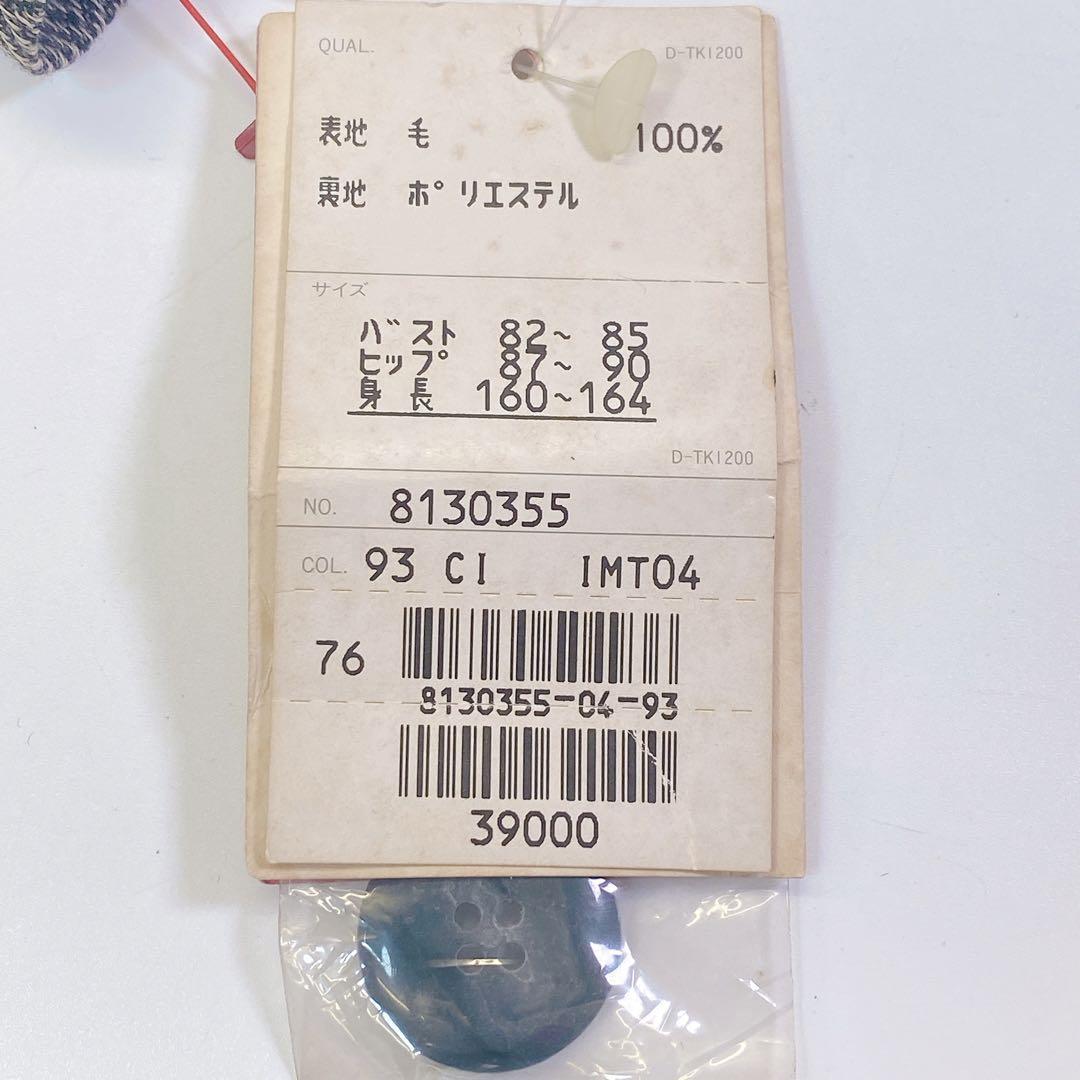 QUAL. D-TK1200
表地 毛 100%
裏地 ポリエステル
サイズ
バスト 82~ 85
ヒップ 87~ 90
身長 160~164
D-TK1200
NO. 8130355
COL. 93 CI IMT04
76
8130355-04-93
39000